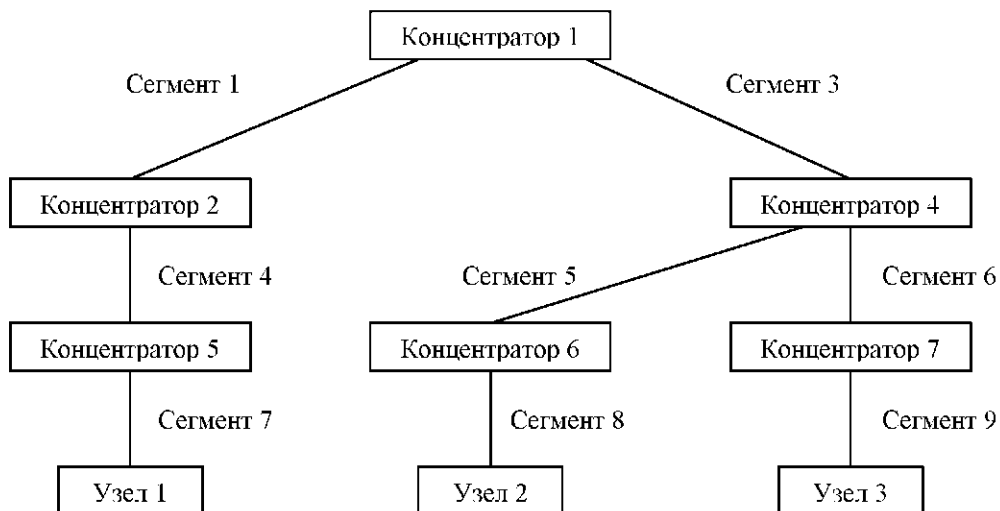 Концентратор 1
Сегмент 1
Сегмент 3
Концентратор 2
Концентратор 4
Сегмент 4
Сегмент 5
Сегмент 6
Концентратор 5
Концентратор 6
Концентратор 7
Сегмент 7
Сегмент 8
Сегмент 9
Узел 1
Узел 2
Узел 3